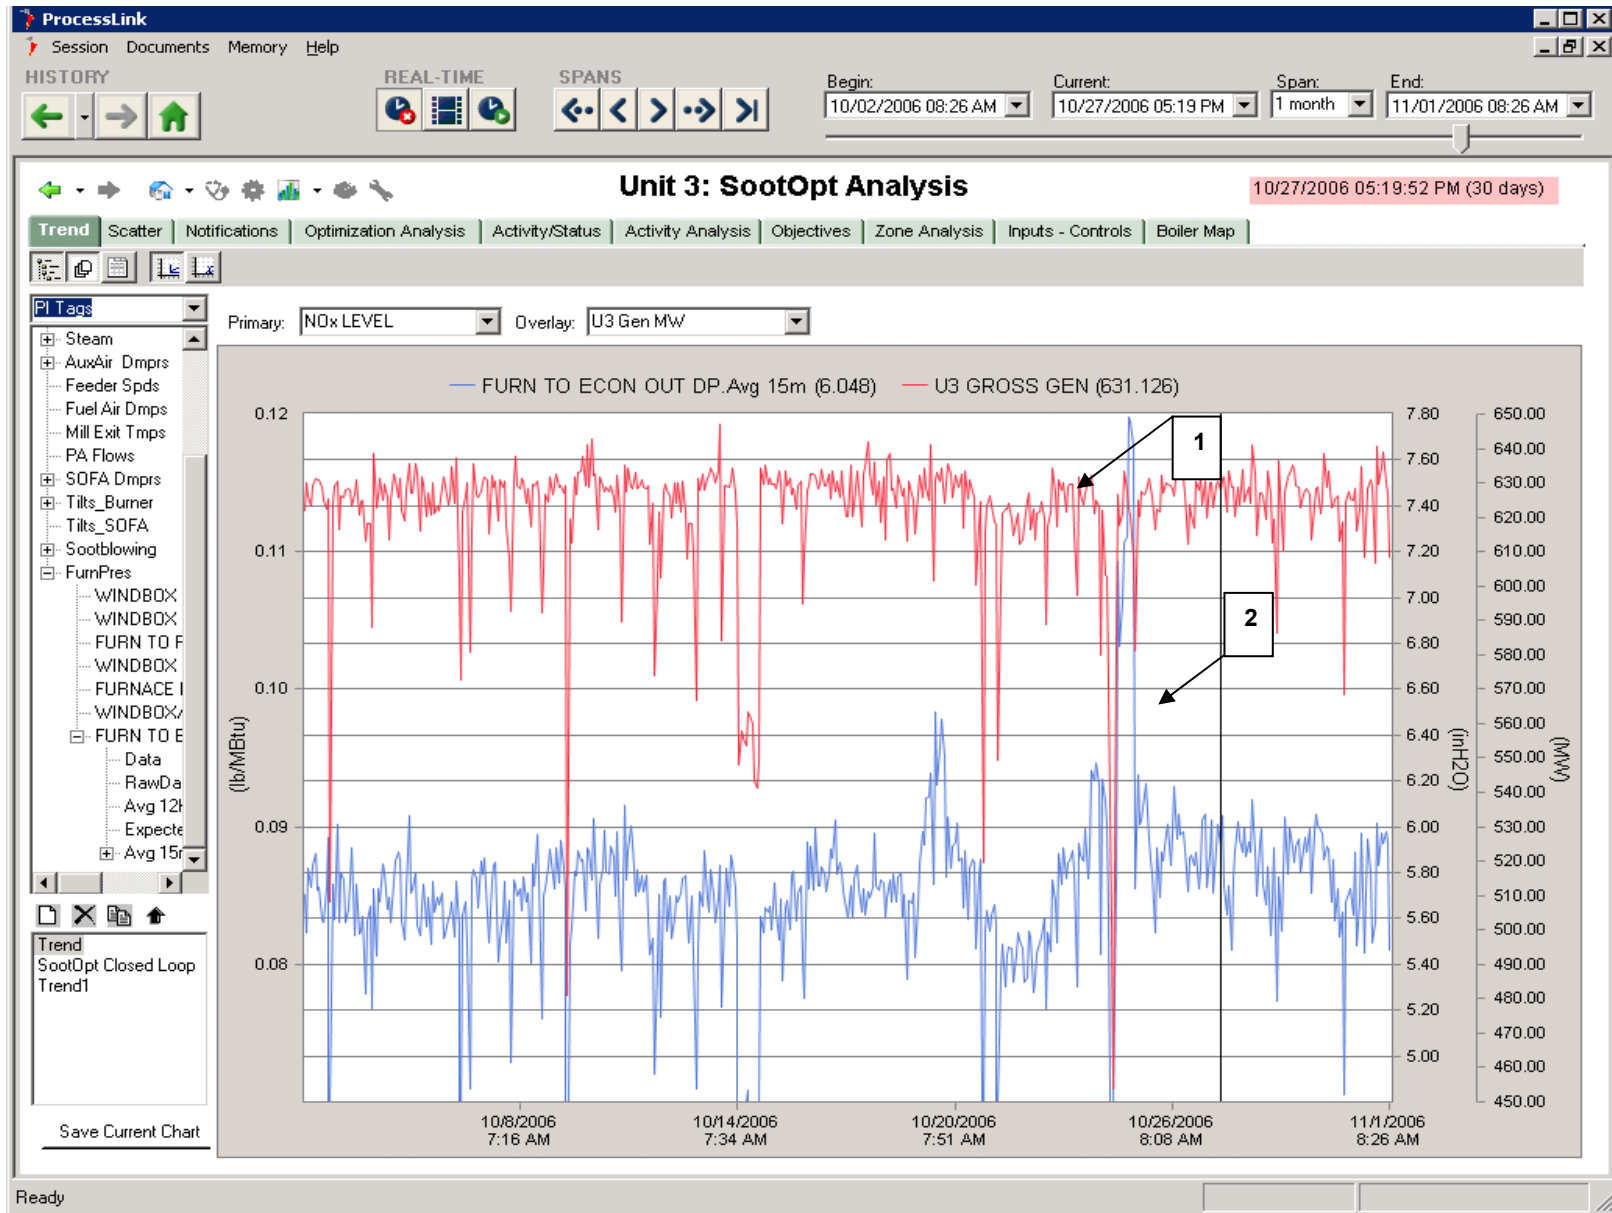 ProcessLink
Session Documents Memory Help
HISTORY REAL-TIME SPANS
Begin: Current: Span: End:
10/02/2006 08:26 AM 10/27/2006 05:19 PM 1 month 11/01/2006 08:26 AM
Unit 3: SootOpt Analysis
10/27/2006 05:19:52 PM (30 days)
Trend Scatter Notifications Optimization Analysis Activity/Status Activity Analysis Objectives Zone Analysis Inputs - Controls Boiler Map
PI Tags
Primary: NOx LEVEL Overlay: U3 Gen MW
Steam
AuxAir Dmprs
Feeder Spds
Fuel Air Dmps
Mill Exit Tmps
PA Flows
SOFA Dmprs
Tilts_Burner
Tilts_SOFA
Sootblowing
FurnPres
WINDBOX
WINDBOX
FURN TO F
WINDBOX
FURNACE I
WINDBOX/
FURN TO E
Data
RawDa
Avg 12H
Expecte
Avg 15r
Trend
SootOpt Closed Loop
Trend1
Save Current Chart
FURN TO ECON OUT DP.Avg 15m (6.048) U3 GROSS GEN (631.126)
0.12
0.11
0.10
0.09
0.08
(lb/MBtu)
1
2
7.80
7.60
7.40
7.20
7.00
6.80
6.60
6.40
6.20
6.00
5.80
5.60
5.40
5.20
5.00
(inH2O)
650.00
640.00
630.00
620.00
610.00
600.00
590.00
580.00
570.00
560.00
550.00
540.00
530.00
520.00
510.00
500.00
490.00
480.00
470.00
460.00
450.00
(MW)
10/8/2006 10/14/2006 10/20/2006 10/26/2006 11/1/2006
7:16 AM 7:34 AM 7:51 AM 8:08 AM 8:26 AM
Ready